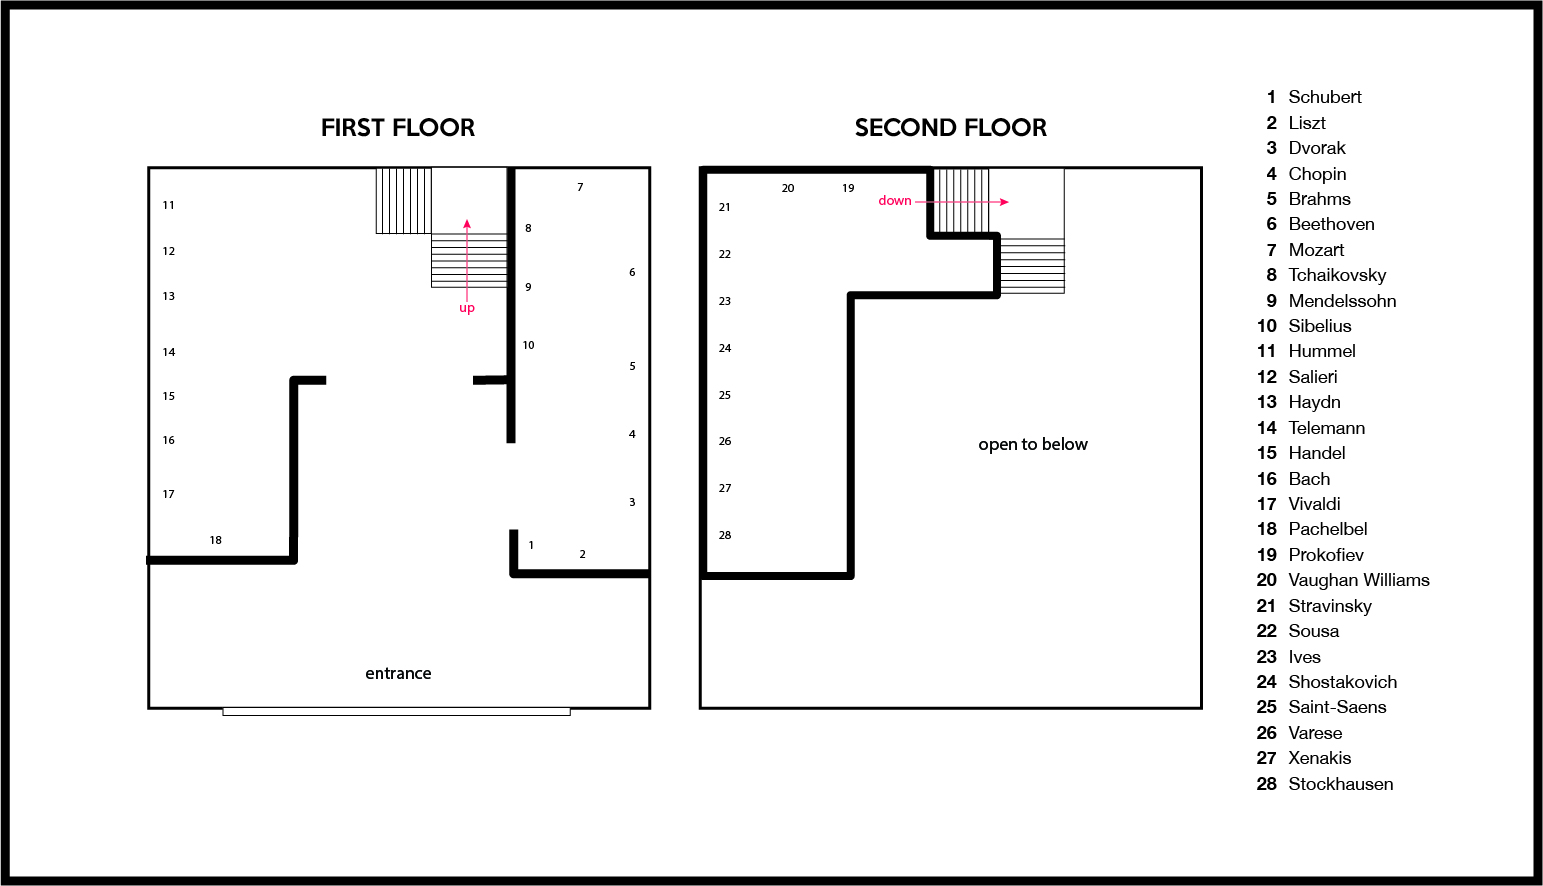 FIRST FLOOR
11
12
13
14
15
16
17
18
up
7
8
6
9
10
5
4
3
1
2
entrance
SECOND FLOOR
20
19
21
down
22
23
24
25
26
27
28
open to below
1 Schubert
2 Liszt
3 Dvorak
4 Chopin
5 Brahms
6 Beethoven
7 Mozart
8 Tchaikovsky
9 Mendelssohn
10 Sibelius
11 Hummel
12 Salieri
13 Haydn
14 Telemann
15 Handel
16 Bach
17 Vivaldi
18 Pachelbel
19 Prokofiev
20 Vaughan Williams
21 Stravinsky
22 Sousa
23 Ives
24 Shostakovich
25 Saint-Saens
26 Varese
27 Xenakis
28 Stockhausen